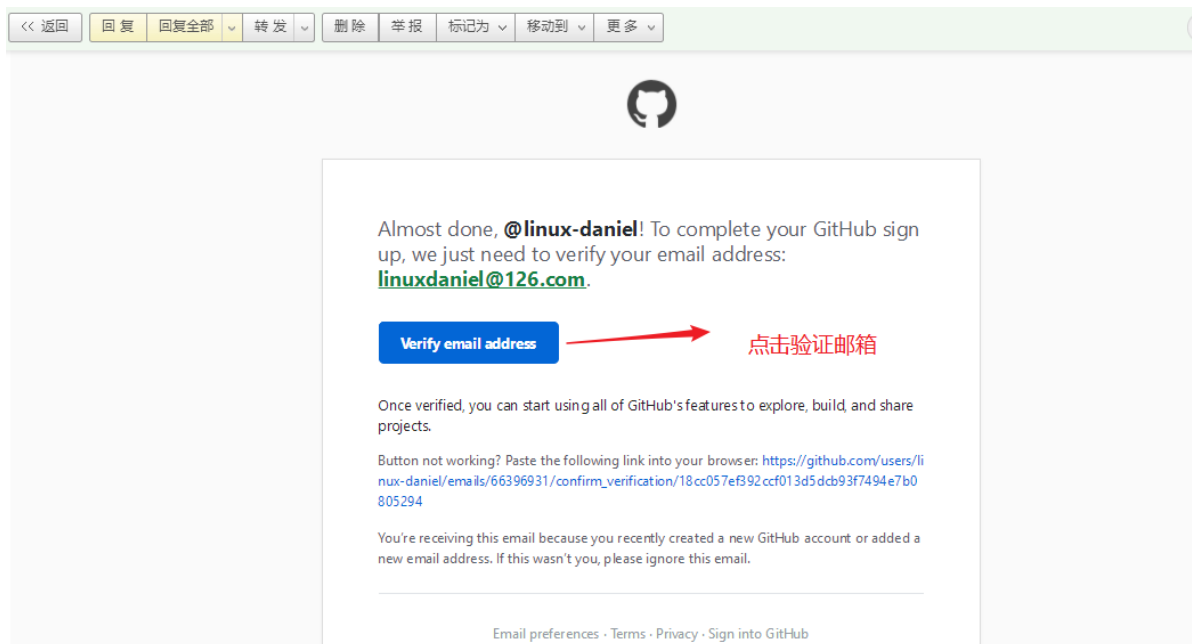 << 返回 回 复 回复全部 转 发 删 除 举 报 标记为 移动到 更 多
Almost done, @linux-daniel! To complete your GitHub sign
up, we just need to verify your email address:
linuxdaniel@126.com.
Verify email address
点击验证邮箱
Once verified, you can start using all of GitHub's features to explore, build, and share
projects.
Button not working? Paste the following link into your browser: https://github.com/users/li
nux-daniel/emails/66396931/confirm_verification/18cc057ef392ccf013d5dcb93f7494e7b0
805294
You're receiving this email because you recently created a new GitHub account or added a
new email address. If this wasn't you, please ignore this email.
Email preferences · Terms · Privacy · Sign into GitHub